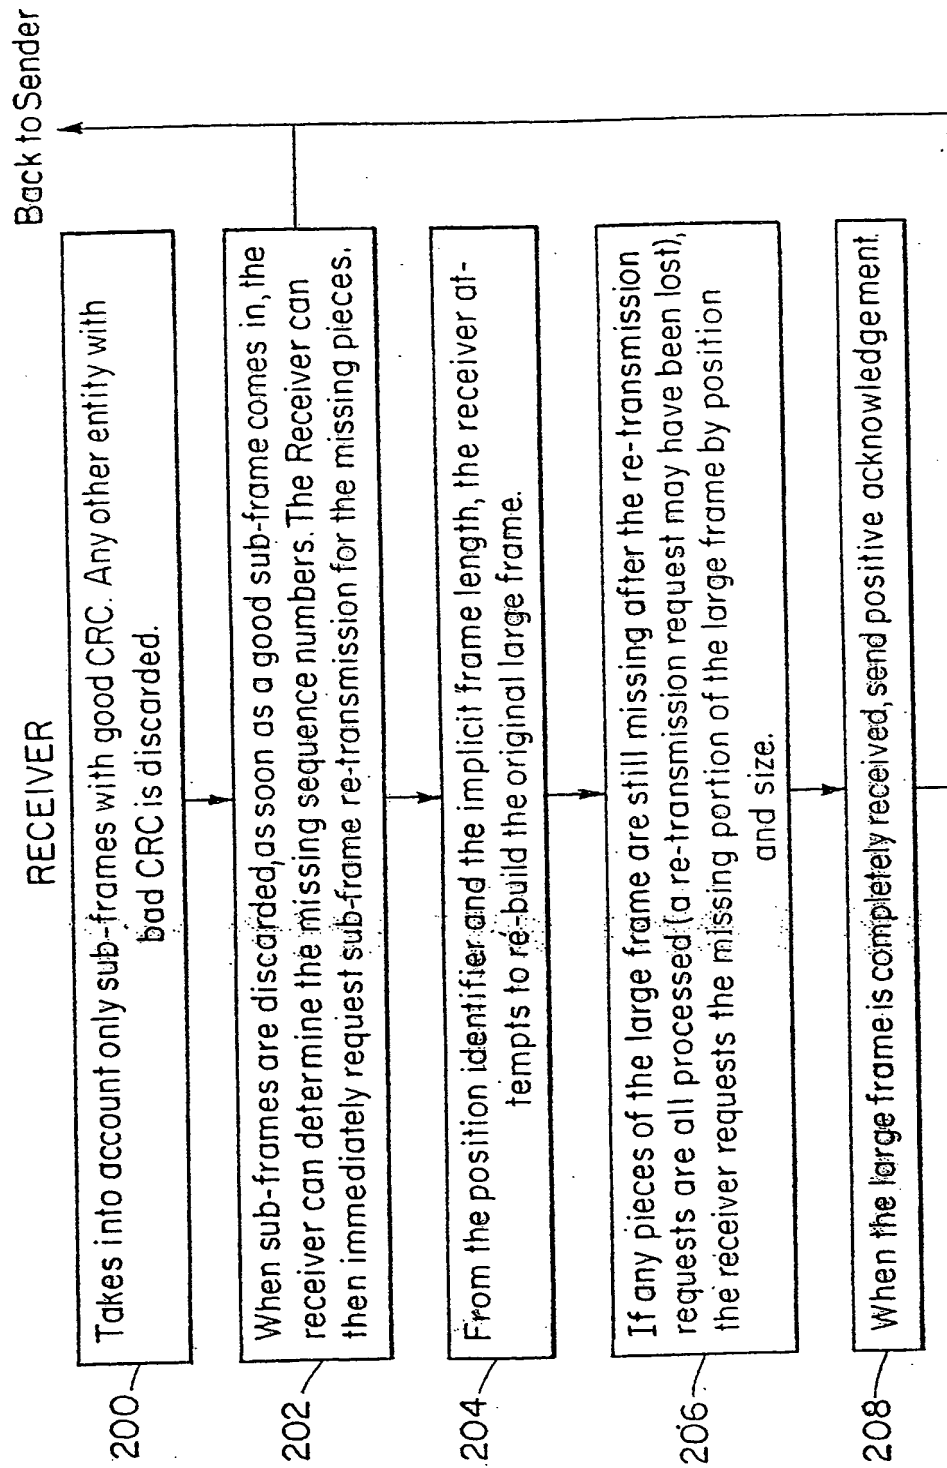 RECEIVER
Back to Sender
200
Takes into account only sub-frames with good CRC. Any other entity with
bad CRC is discarded.
202
When sub-frames are discarded, as soon as a good sub-frame comes in, the
receiver can determine the missing sequence numbers. The Receiver can
then immediately request sub-frame re-transmission for the missing pieces.
204
From the position identifier and the implicit frame length, the receiver at-
tempts to re-build the original large frame.
206
If any pieces of the large frame are still missing after the re-transmission
requests are all processed (a re-transmission request may have been lost),
the receiver requests the missing portion of the large frame by position
and size.
208
When the large frame is completely received, send positive acknowledgement.